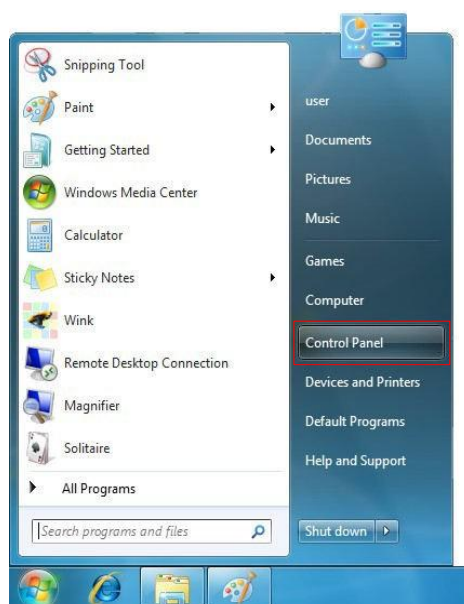 Snipping Tool
Paint
Getting Started
Windows Media Center
Calculator
Sticky Notes
Wink
Remote Desktop Connection
Magnifier
Solitaire
All Programs
Search programs and files
user
Documents
Pictures
Music
Games
Computer
Control Panel
Devices and Printers
Default Programs
Help and Support
Shut down